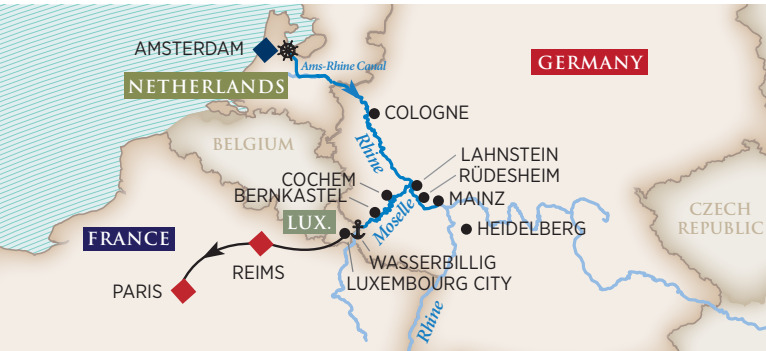 AMSTERDAM
Ams-Rhine Canal
GERMANY
NETHERLANDS
COLOGNE
BELGIUM
Rhine
LAHNSTEIN
RÜDESHEIM
COCHEM
BERNKASTEL
MAINZ
Moselle
LUX.
CZECH
REPUBLIC
HEIDELBERG
FRANCE
WASSERBILLIG
REIMS
LUXEMBOURG CITY
PARIS
Rhine